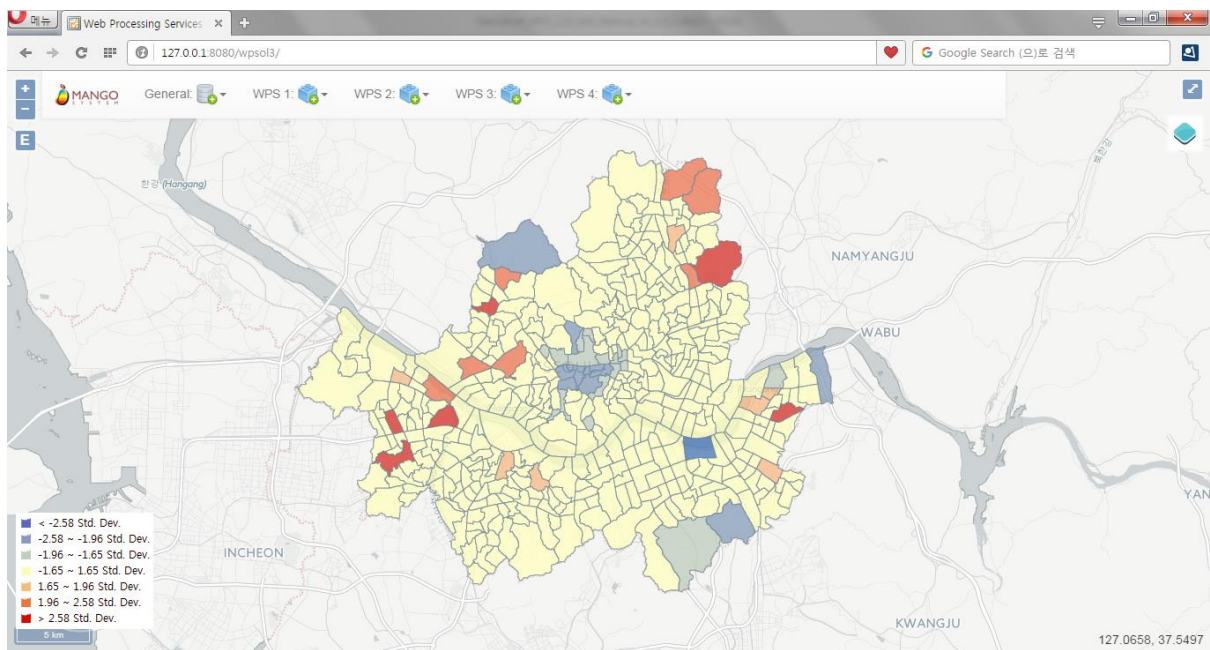 메뉴
Web Processing Services
127.0.0.1:8080/wpsol3/
Google Search (으)로 검색
MANGO
SYSTEM
General:
WPS 1:
WPS 2:
WPS 3:
WPS 4:
E
한강 (Hangang)
북한강
NAMYANGJU
WABU
YAN
INCHEON
KWANGJU
< -2.58 Std. Dev.
-2.58 ~ -1.96 Std. Dev.
-1.96 ~ -1.65 Std. Dev.
-1.65 ~ 1.65 Std. Dev.
1.65 ~ 1.96 Std. Dev.
1.96 ~ 2.58 Std. Dev.
> 2.58 Std. Dev.
5 km
127.0658, 37.5497